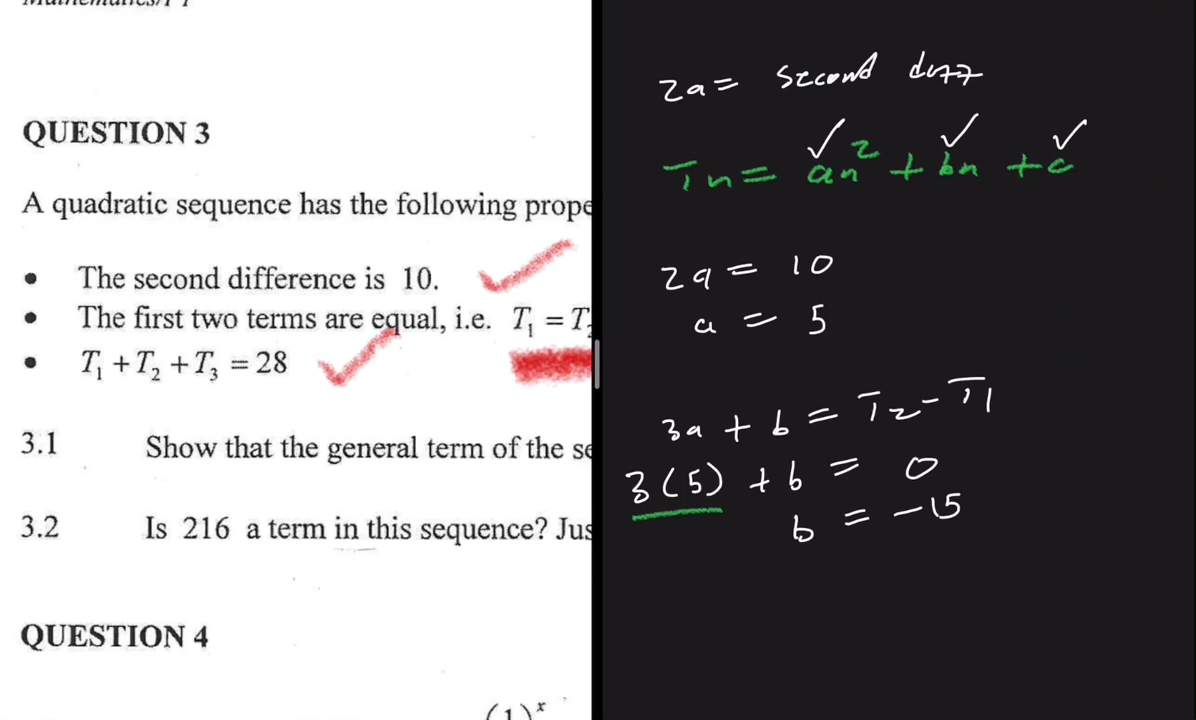 Mathematics/P1
QUESTION 3
A quadratic sequence has the following prope
• The second difference is 10.
• The first two terms are equal, i.e. T₁ = T₂
• T₁ + T₂ + T₃ = 28
3.1 Show that the general term of the se
3.2 Is 216 a term in this sequence? Jus
QUESTION 4
(1)ˣ
2a = second diff
Tn = an² + bn + c
2a = 10
a = 5
3a + b = T2 - T1
3(5) + b = 0
b = -15